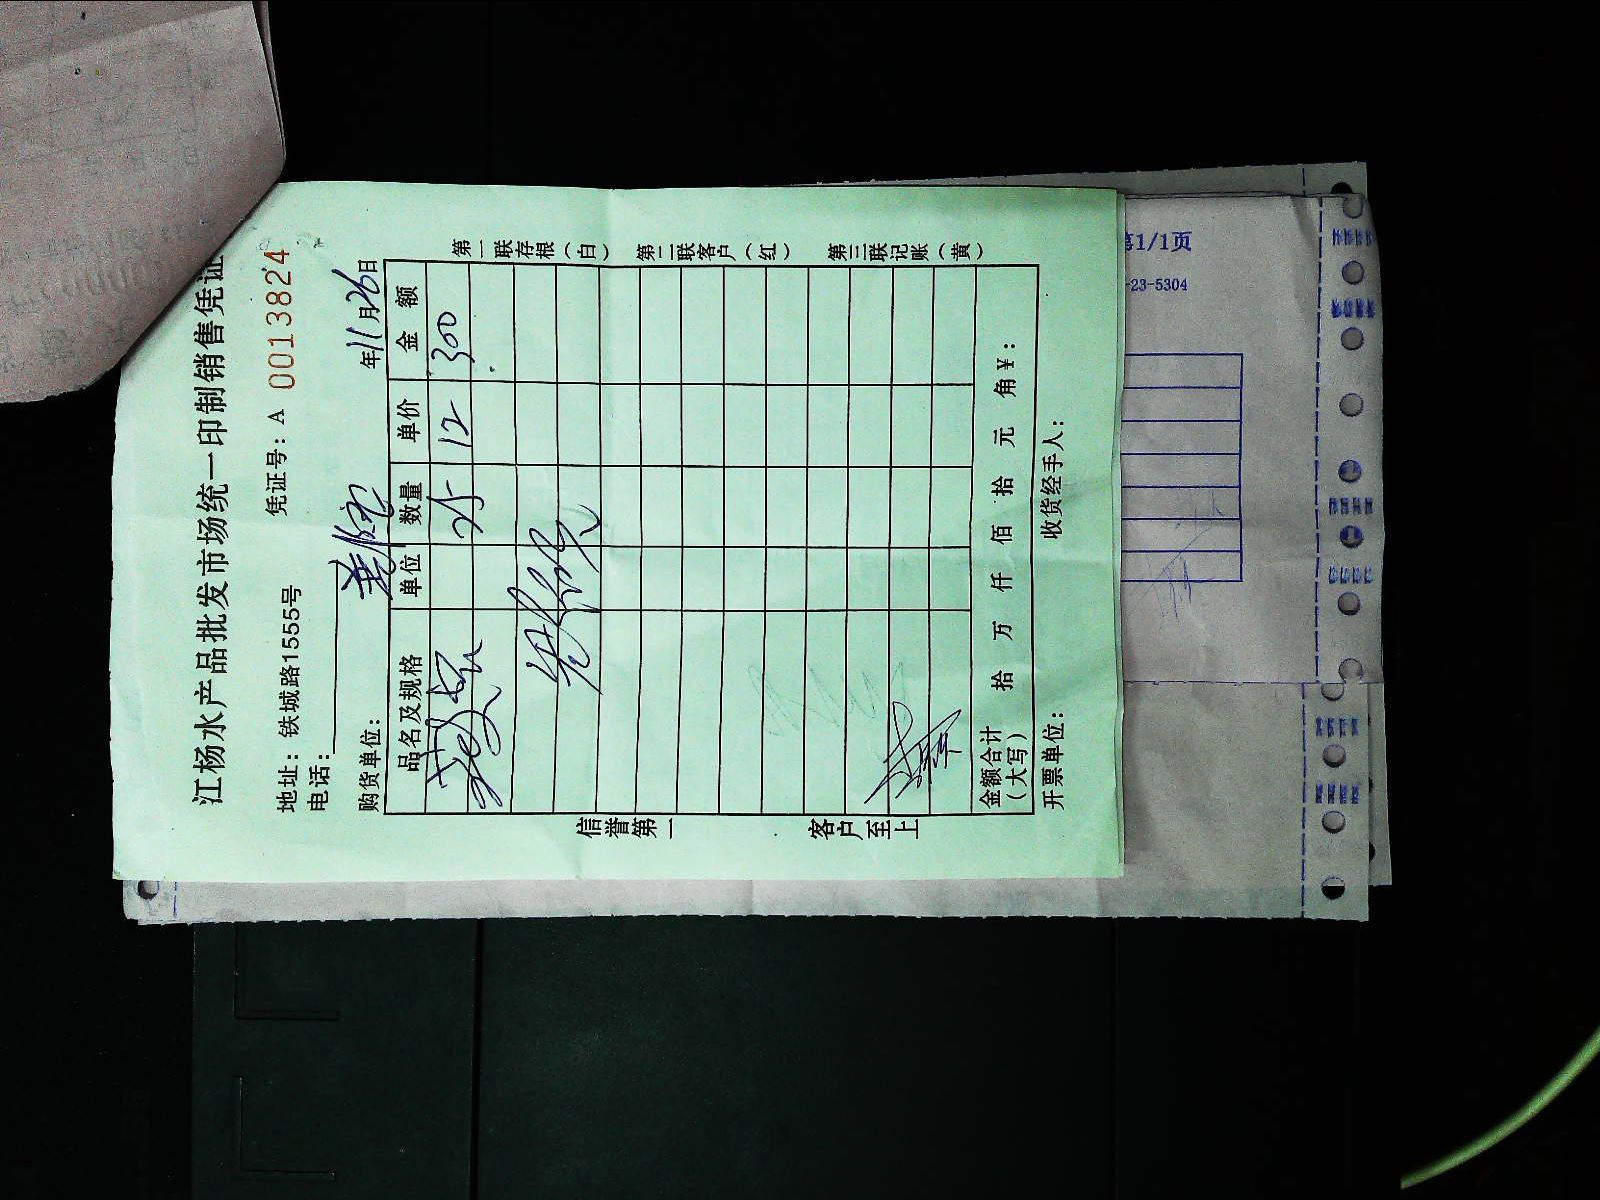 江杨水产品批发市场统一印制销售凭证
地址：铁城路1555号 凭证号：A 0013824
电话：
购货单位： 年11月26日
品名及规格 单位 数量 单价 金额
25 12 300
金额合计（大写） 拾 万 仟 佰 拾 元 角 ¥：
开票单位： 收货经手人：
信誉第一 客户至上
第一联存根（白） 第二联客户（红） 第三联记账（黄）
1/1页
-23-5304